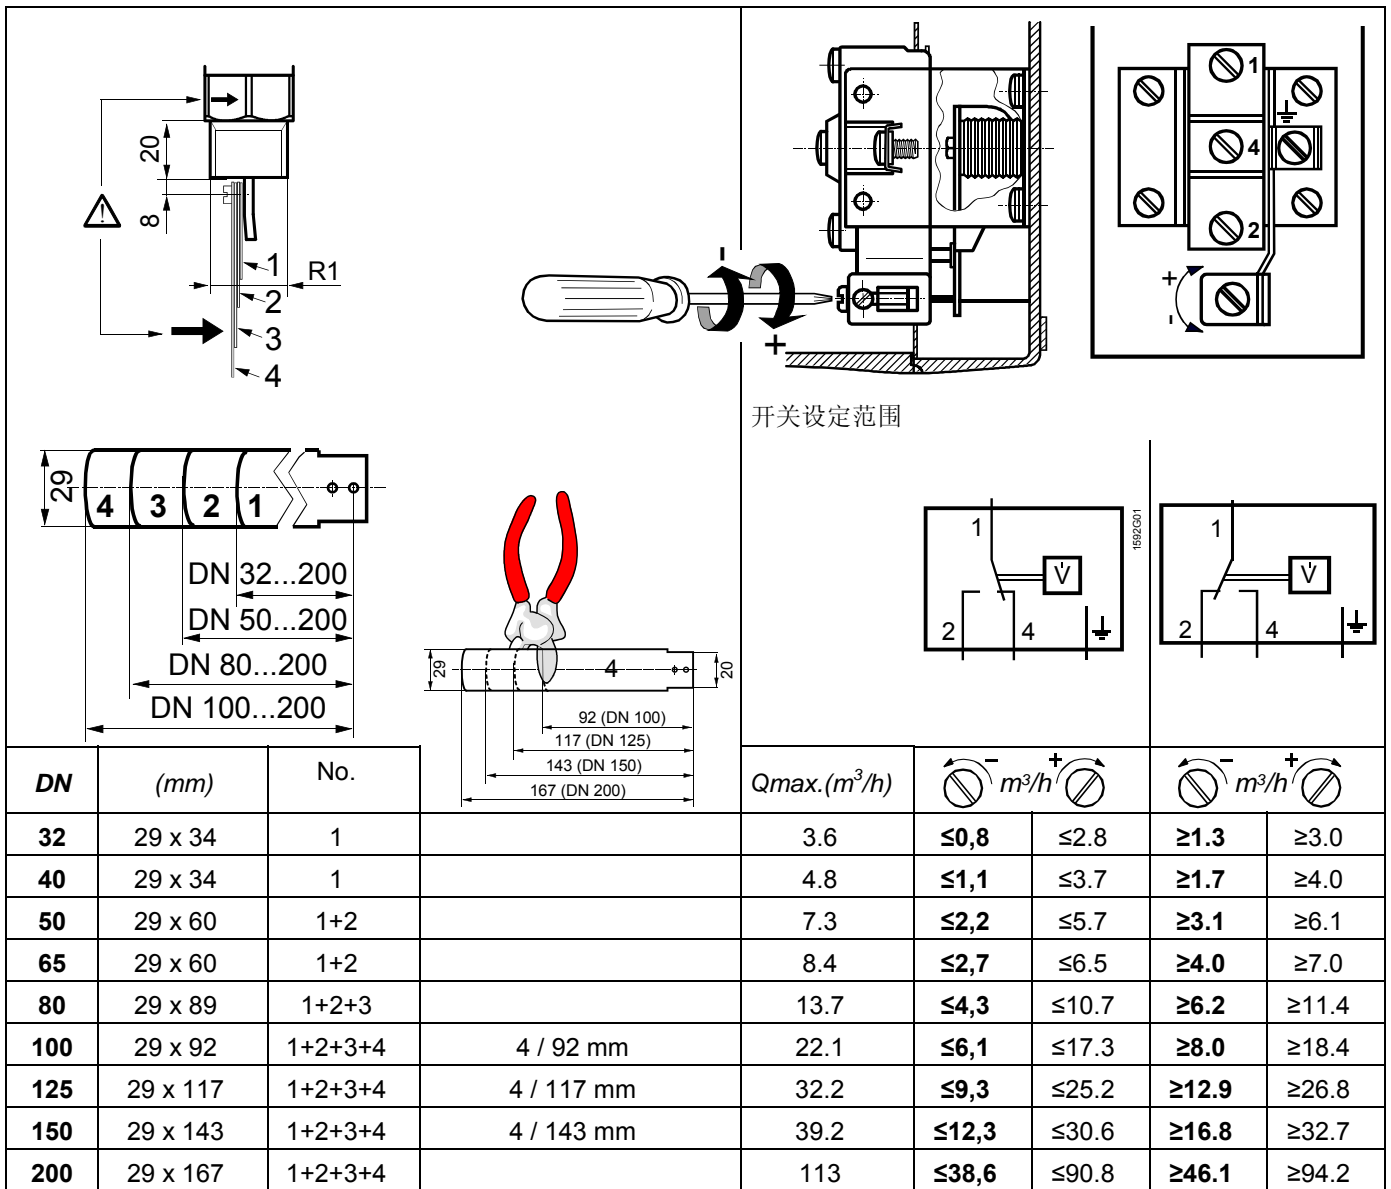 20
8
1
R1
2
3
4
-
+
1
4
2
+
-
开关设定范围
29
4 3 2 1
DN 32...200
DN 50...200
DN 80...200
DN 100...200
29
4
20
92 (DN 100)
117 (DN 125)
143 (DN 150)
167 (DN 200)
1
V̇
2
4
1592G01
1
V̇
2
4
DN (mm) No. Qmax.(m³/h) - m³/h + - m³/h +
32 29 x 34 1 3.6 ≤0,8 ≤2.8 ≥1.3 ≥3.0
40 29 x 34 1 4.8 ≤1,1 ≤3.7 ≥1.7 ≥4.0
50 29 x 60 1+2 7.3 ≤2,2 ≤5.7 ≥3.1 ≥6.1
65 29 x 60 1+2 8.4 ≤2,7 ≤6.5 ≥4.0 ≥7.0
80 29 x 89 1+2+3 13.7 ≤4,3 ≤10.7 ≥6.2 ≥11.4
100 29 x 92 1+2+3+4 4 / 92 mm 22.1 ≤6,1 ≤17.3 ≥8.0 ≥18.4
125 29 x 117 1+2+3+4 4 / 117 mm 32.2 ≤9,3 ≤25.2 ≥12.9 ≥26.8
150 29 x 143 1+2+3+4 4 / 143 mm 39.2 ≤12,3 ≤30.6 ≥16.8 ≥32.7
200 29 x 167 1+2+3+4 113 ≤38,6 ≤90.8 ≥46.1 ≥94.2